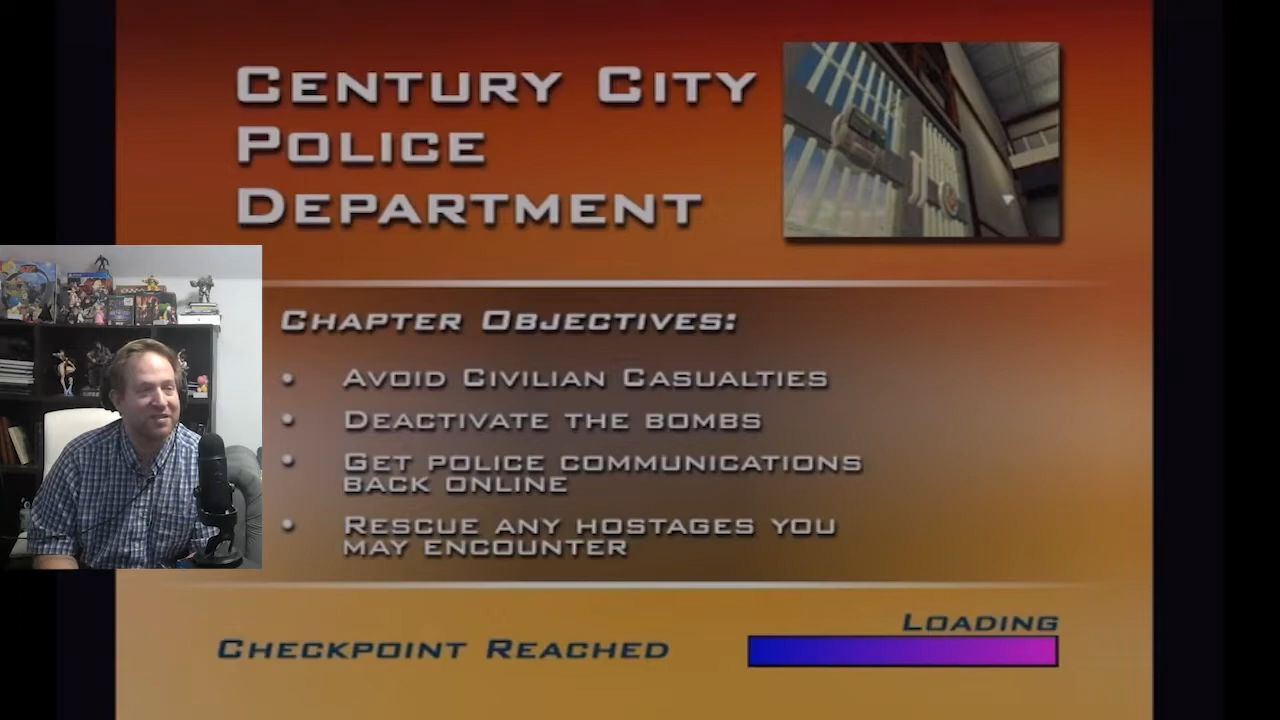 Century City
Police
Department
Chapter Objectives:
• Avoid Civilian Casualties
• Deactivate the bombs
• Get police communications
back online
• Rescue any hostages you
may encounter
Loading
Checkpoint Reached